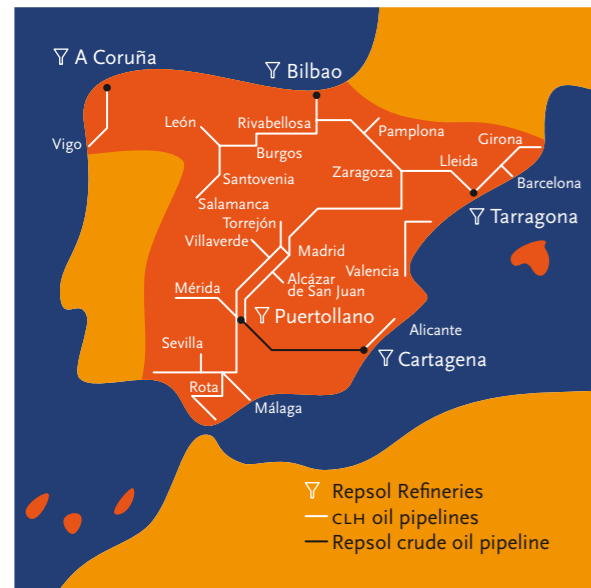 A Coruña
Bilbao
León
Rivabellosa
Pamplona
Girona
Vigo
Burgos
Lleida
Zaragoza
Santovenia
Barcelona
Salamanca
Torrejón
Tarragona
Villaverde
Madrid
Valencia
Alcázar
de San Juan
Mérida
Puertollano
Alicante
Sevilla
Cartagena
Rota
Málaga
Repsol Refineries
CLH oil pipelines
Repsol crude oil pipeline